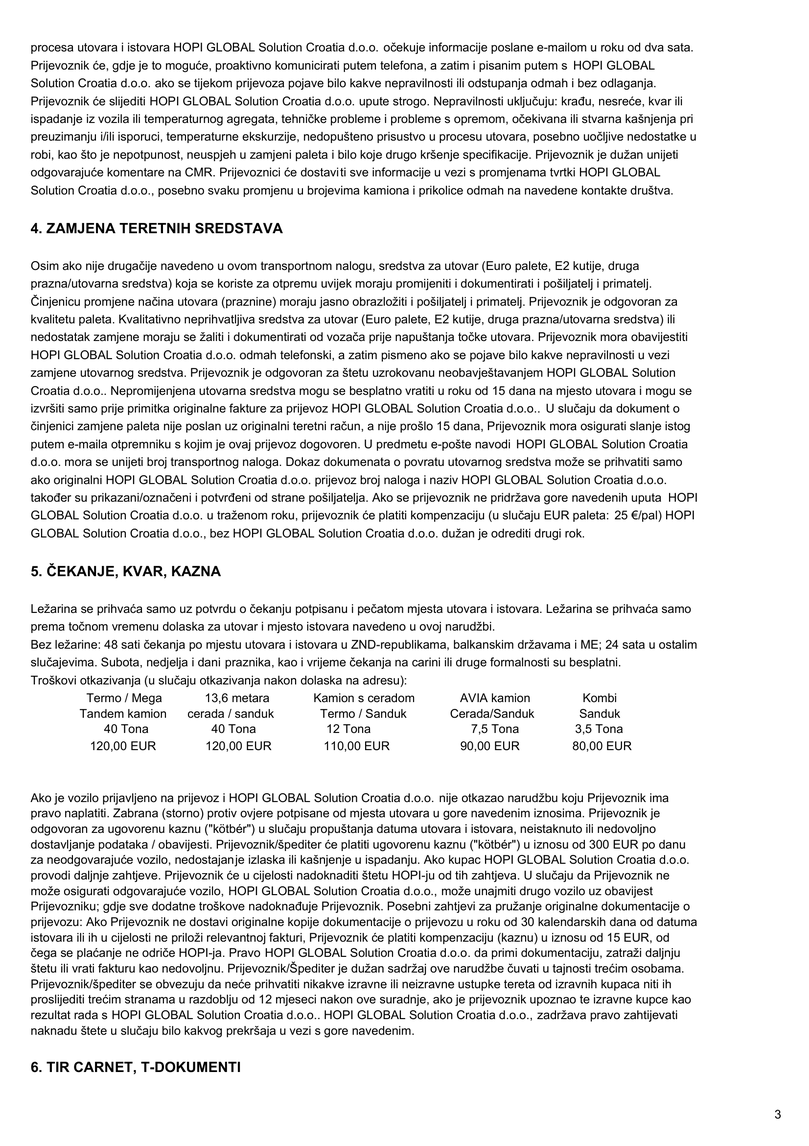 procesa utovara i istovara HOPI GLOBAL Solution Croatia d.o.o. očekuje informacije poslane e-mailom u roku od dva sata.
Prijevoznik će, gdje je to moguće, proaktivno komunicirati putem telefona, a zatim i pisanim putem s HOPI GLOBAL
Solution Croatia d.o.o. ako se tijekom prijevoza pojave bilo kakve nepravilnosti ili odstupanja odmah i bez odlaganja.
Prijevoznik će slijediti HOPI GLOBAL Solution Croatia d.o.o. upute strogo. Nepravilnosti uključuju: krađu, nesreće, kvar ili
ispadanje iz vozila ili temperaturnog agregata, tehničke probleme i probleme s opremom, očekivana ili stvarna kašnjenja pri
preuzimanju i/ili isporuci, temperaturne ekskurzije, nedopušteno prisustvo u procesu utovara, posebno uočljive nedostatke u
robi, kao što je nepotpunost, neuspjeh u zamjeni paleta i bilo koje drugo kršenje specifikacije. Prijevoznik je dužan unijeti
odgovarajuće komentare na CMR. Prijevoznici će dostaviti sve informacije u vezi s promjenama tvrtki HOPI GLOBAL
Solution Croatia d.o.o., posebno svaku promjenu u brojevima kamiona i prikolice odmah na navedene kontakte društva.
4. ZAMJENA TERETNIH SREDSTAVA
Osim ako nije drugačije navedeno u ovom transportnom nalogu, sredstva za utovar (Euro palete, E2 kutije, druga
prazna/utovarna sredstva) koja se koriste za otpremu uvijek moraju promijeniti i dokumentirati i pošiljatelj i primatelj.
Činjenicu promjene načina utovara (praznine) moraju jasno obrazložiti i pošiljatelj i primatelj. Prijevoznik je odgovoran za
kvalitetu paleta. Kvalitativno neprihvatljiva sredstva za utovar (Euro palete, E2 kutije, druga prazna/utovarna sredstva) ili
nedostatak zamjene moraju se žaliti i dokumentirati od vozača prije napuštanja točke utovara. Prijevoznik mora obavijestiti
HOPI GLOBAL Solution Croatia d.o.o. odmah telefonski, a zatim pismeno ako se pojave bilo kakve nepravilnosti u vezi
zamjene utovarnog sredstva. Prijevoznik je odgovoran za štetu uzrokovanu neobavještavanjem HOPI GLOBAL Solution
Croatia d.o.o.. Nepromijenjena utovarna sredstva mogu se besplatno vratiti u roku od 15 dana na mjesto utovara i mogu se
izvršiti samo prije primitka originalne fakture za prijevoz HOPI GLOBAL Solution Croatia d.o.o.. U slučaju da dokument o
činjenici zamjene paleta nije poslan uz originalni teretni račun, a nije prošlo 15 dana, Prijevoznik mora osigurati slanje istog
putem e-maila otpremniku s kojim je ovaj prijevoz dogovoren. U predmetu e-pošte navodi HOPI GLOBAL Solution Croatia
d.o.o. mora se unijeti broj transportnog naloga. Dokaz dokumenata o povratu utovarnog sredstva može se prihvatiti samo
ako originalni HOPI GLOBAL Solution Croatia d.o.o. prijevoz broj naloga i naziv HOPI GLOBAL Solution Croatia d.o.o.
također su prikazani/označeni i potvrđeni od strane pošiljatelja. Ako se prijevoznik ne pridržava gore navedenih uputa HOPI
GLOBAL Solution Croatia d.o.o. u traženom roku, prijevoznik će platiti kompenzaciju (u slučaju EUR paleta: 25 €/pal) HOPI
GLOBAL Solution Croatia d.o.o., bez HOPI GLOBAL Solution Croatia d.o.o. dužan je odrediti drugi rok.
5. ČEKANJE, KVAR, KAZNA
Ležarina se prihvaća samo uz potvrdu o čekanju potpisanu i pečatom mjesta utovara i istovara. Ležarina se prihvaća samo
prema točnom vremenu dolaska za utovar i mjesto istovara navedeno u ovoj narudžbi.
Bez ležarine: 48 sati čekanja po mjestu utovara i istovara u ZND-republikama, balkanskim državama i ME; 24 sata u ostalim
slučajevima. Subota, nedjelja i dani praznika, kao i vrijeme čekanja na carini ili druge formalnosti su besplatni.
Troškovi otkazivanja (u slučaju otkazivanja nakon dolaska na adresu):
Termo / Mega 13,6 metara Kamion s ceradom AVIA kamion Kombi
Tandem kamion cerada / sanduk Termo / Sanduk Cerada/Sanduk Sanduk
40 Tona 40 Tona 12 Tona 7,5 Tona 3,5 Tona
120,00 EUR 120,00 EUR 110,00 EUR 90,00 EUR 80,00 EUR
Ako je vozilo prijavljeno na prijevoz i HOPI GLOBAL Solution Croatia d.o.o. nije otkazao narudžbu koju Prijevoznik ima
pravo naplatiti. Zabrana (storno) protiv ovjere potpisane od mjesta utovara u gore navedenim iznosima. Prijevoznik je
odgovoran za ugovorenu kaznu ("kötbér") u slučaju propuštanja datuma utovara i istovara, neistaknuto ili nedovoljno
dostavljanje podataka / obavijesti. Prijevoznik/špediter će platiti ugovorenu kaznu ("kötbér") u iznosu od 300 EUR po danu
za neodgovarajuće vozilo, nedostajanje izlaska ili kašnjenje u ispadanju. Ako kupac HOPI GLOBAL Solution Croatia d.o.o.
provodi daljnje zahtjeve. Prijevoznik će u cijelosti nadoknaditi štetu HOPI-ju od tih zahtjeva. U slučaju da Prijevoznik ne
može osigurati odgovarajuće vozilo, HOPI GLOBAL Solution Croatia d.o.o., može unajmiti drugo vozilo uz obavijest
Prijevozniku; gdje sve dodatne troškove nadoknađuje Prijevoznik. Posebni zahtjevi za pružanje originalne dokumentacije o
prijevozu: Ako Prijevoznik ne dostavi originalne kopije dokumentacije o prijevozu u roku od 30 kalendarskih dana od datuma
istovara ili ih u cijelosti ne priloži relevantnoj fakturi, Prijevoznik će platiti kompenzaciju (kaznu) u iznosu od 15 EUR, od
čega se plaćanje ne odriče HOPI-ja. Pravo HOPI GLOBAL Solution Croatia d.o.o. da primi dokumentaciju, zatraži daljnju
štetu ili vrati fakturu kao nedovoljnu. Prijevoznik/Špediter je dužan sadržaj ove narudžbe čuvati u tajnosti trećim osobama.
Prijevoznik/špediter se obvezuju da neće prihvatiti nikakve izravne ili neizravne ustupke tereta od izravnih kupaca niti ih
proslijediti trećim stranama u razdoblju od 12 mjeseci nakon ove suradnje, ako je prijevoznik upoznao te izravne kupce kao
rezultat rada s HOPI GLOBAL Solution Croatia d.o.o.. HOPI GLOBAL Solution Croatia d.o.o., zadržava pravo zahtijevati
naknadu štete u slučaju bilo kakvog prekršaja u vezi s gore navedenim.
6. TIR CARNET, T-DOKUMENTI
3